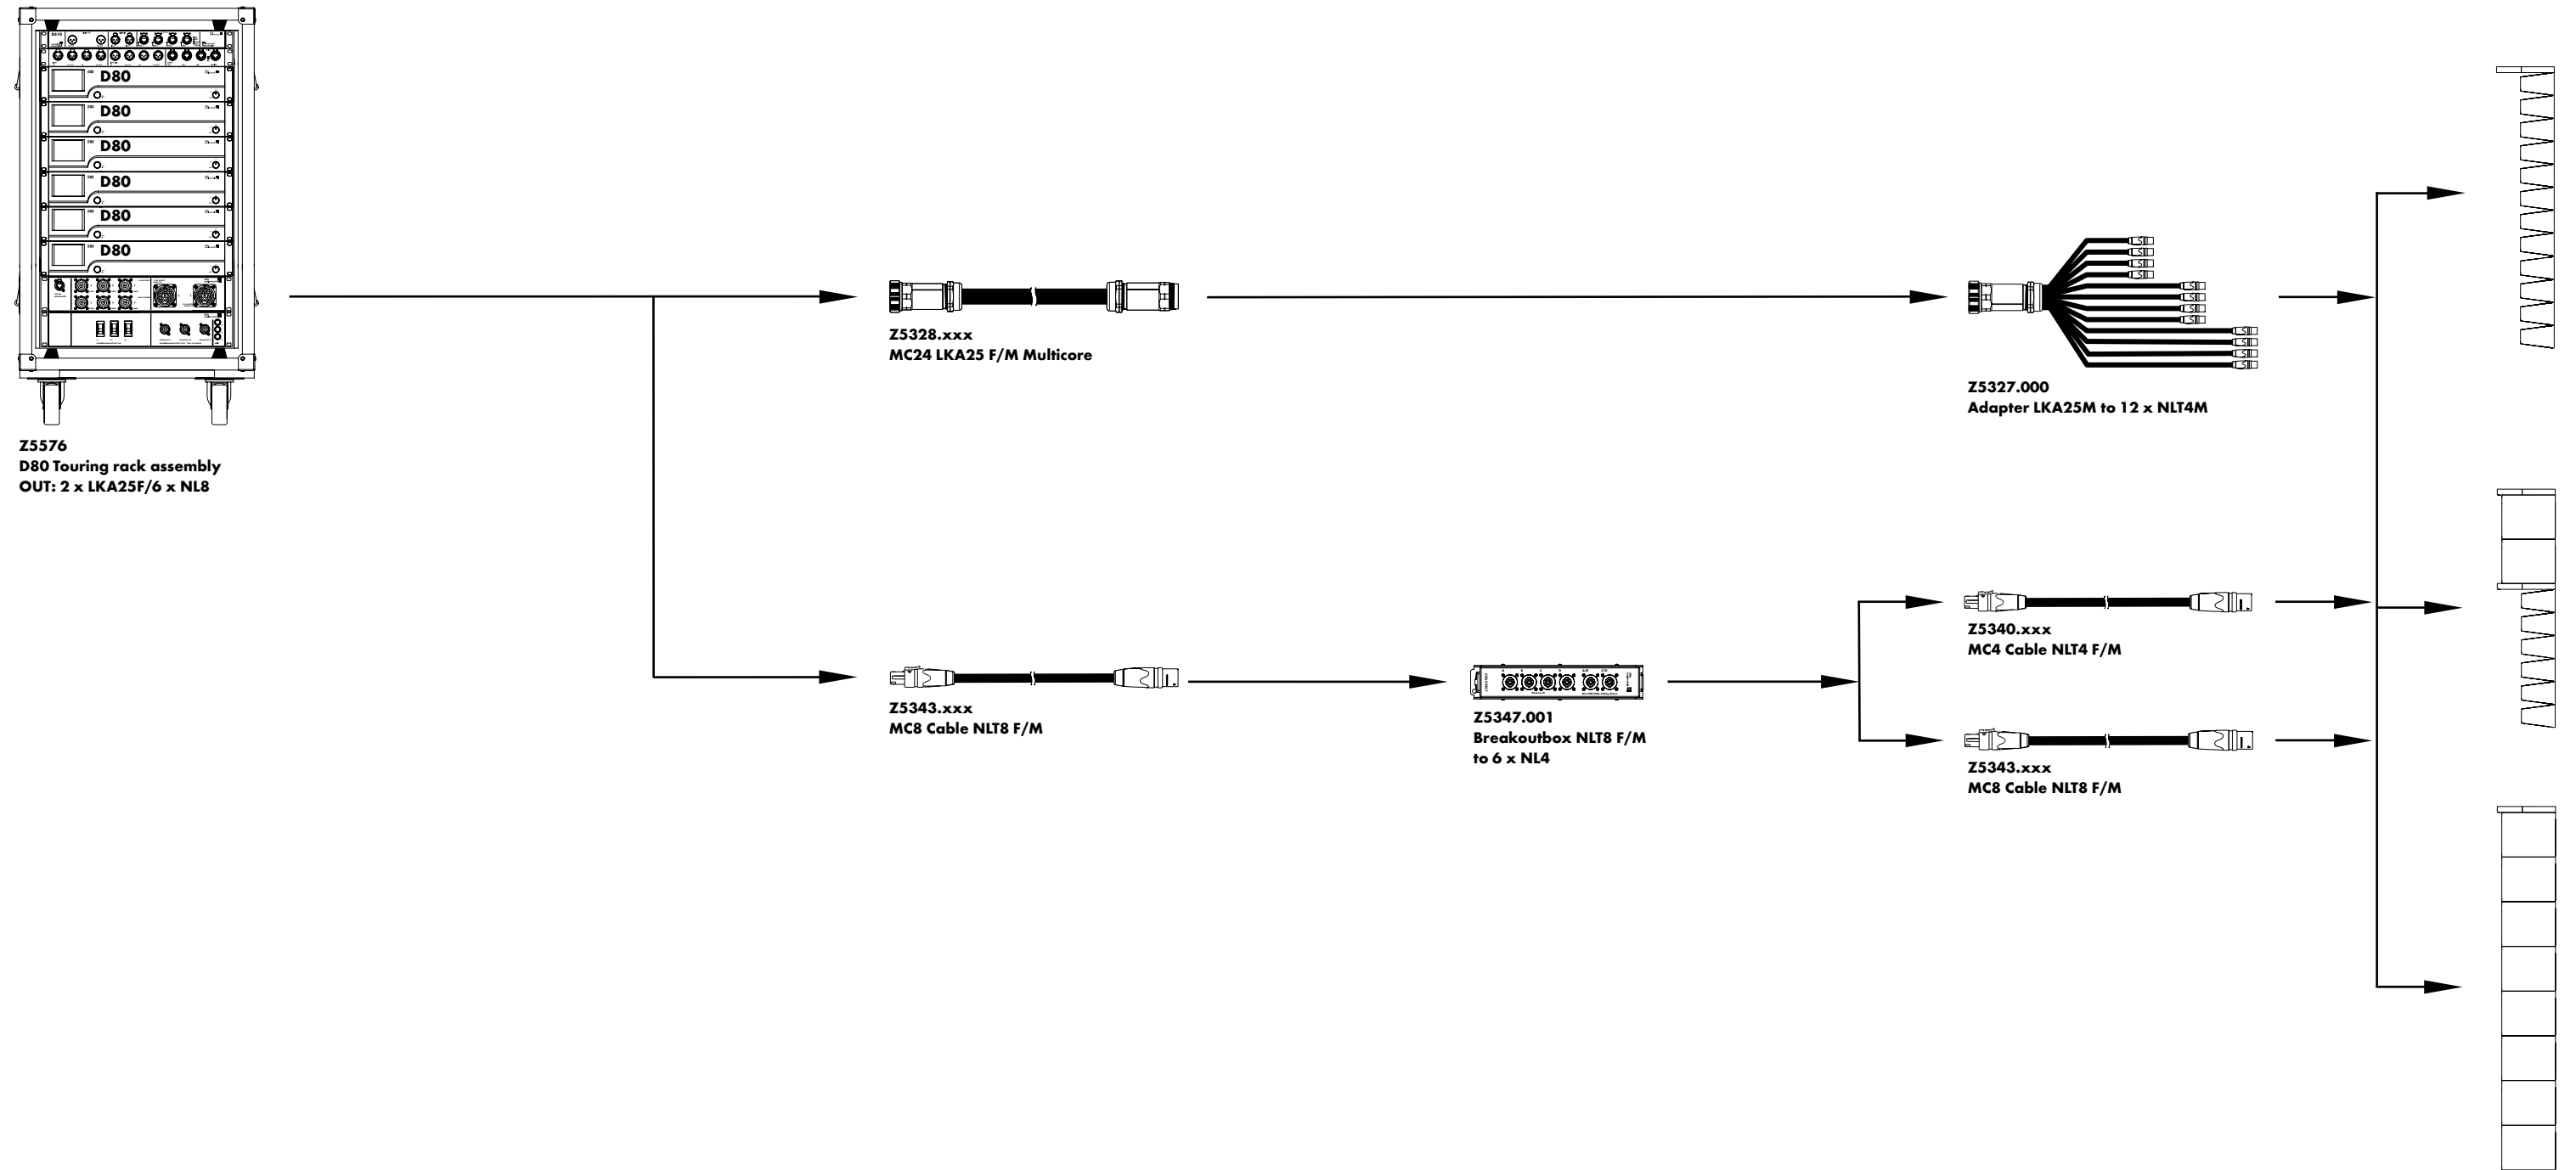 D80
D80
D80
D80
D80
D80
Z5576
D80 Touring rack assembly
OUT: 2 x LKA25F/6 x NL8
Z5328.xxx
MC24 LKA25 F/M Multicore
Z5327.000
Adapter LKA25M to 12 x NLT4M
Z5343.xxx
MC8 Cable NLT8 F/M
Z5347.001
Breakoutbox NLT8 F/M
to 6 x NL4
Z5340.xxx
MC4 Cable NLT4 F/M
Z5343.xxx
MC8 Cable NLT8 F/M